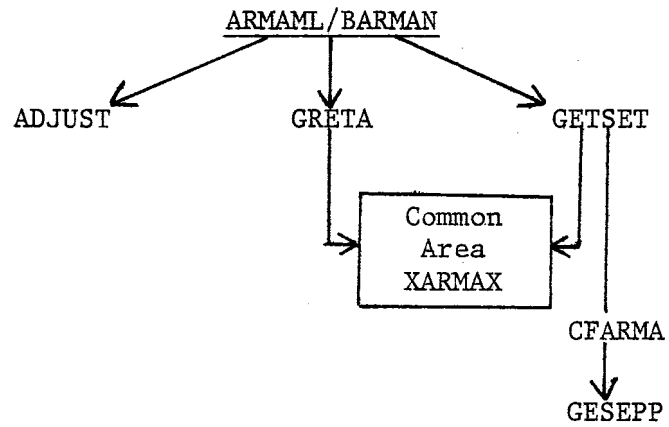 ARMAML/BARMAN
ADJUST
GRETA
GETSET
Common
Area
XARMAX
CFARMA
GESEPP